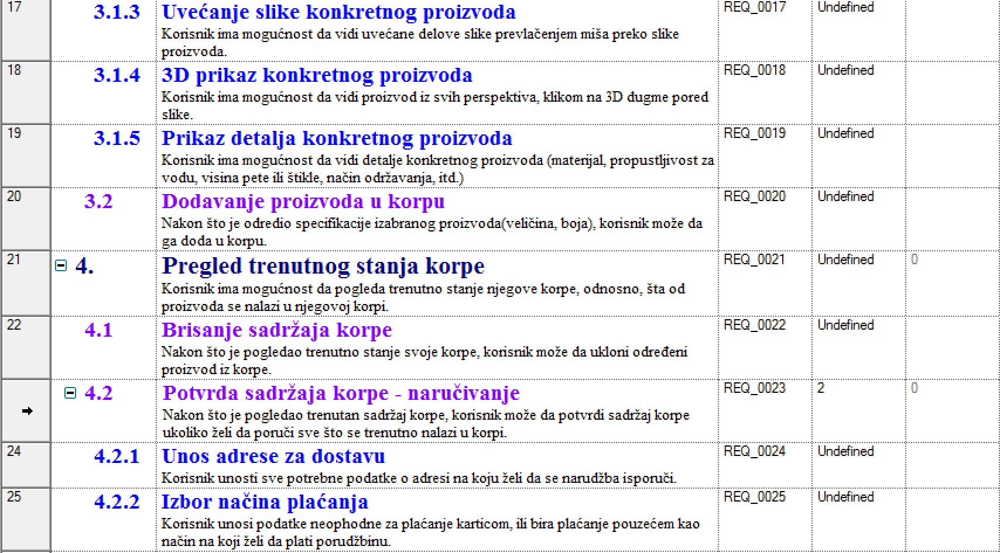 17 3.1.3 Uvećanje slike konkretnog proizvoda REQ_0017 Undefined
Korisnik ima mogućnost da vidi uvećane delove slike prevlačenjem miša preko slike
proizvoda.
18 3.1.4 3D prikaz konkretnog proizvoda REQ_0018 Undefined
Korisnik ima mogućnost da vidi proizvod iz svih perspektiva, klikom na 3D dugme pored
slike.
19 3.1.5 Prikaz detalja konkretnog proizvoda REQ_0019 Undefined
Korisnik ima mogućnost da vidi detalje konkretnog proizvoda (materijal, propustljivost za
vodu, visina pete ili štikle, način održavanja, itd.)
20 3.2 Dodavanje proizvoda u korpu REQ_0020 Undefined
Nakon što je odredio specifikacije izabranog proizvoda(veličina, boja), korisnik može da
ga doda u korpu.
21 4. Pregled trenutnog stanja korpe REQ_0021 Undefined 0
Korisnik ima mogućnost da pogleda trenutno stanje njegove korpe, odnosno, šta od
proizvoda se nalazi u njegovoj korpi.
22 4.1 Brisanje sadržaja korpe REQ_0022 Undefined
Nakon što je pogledao trenutno stanje svoje korpe, korisnik može da ukloni određeni
proizvod iz korpe.
4.2 Potvrda sadržaja korpe - naručivanje REQ_0023 2 0
Nakon što je pogledao trenutan sadržaj korpe, korisnik može da potvrdi sadržaj korpe
ukoliko želi da poruči sve što se trenutno nalazi u korpi.
24 4.2.1 Unos adrese za dostavu REQ_0024 Undefined
Korisnik unosti sve potrebne podatke o adresi na koju želi da se narudžba isporuči.
25 4.2.2 Izbor načina plaćanja REQ_0025 Undefined
Korisnik unosi podatke neophodne za plaćanje karticom, ili bira plaćanje pouzećem kao
način na koji želi da plati porudžbinu.